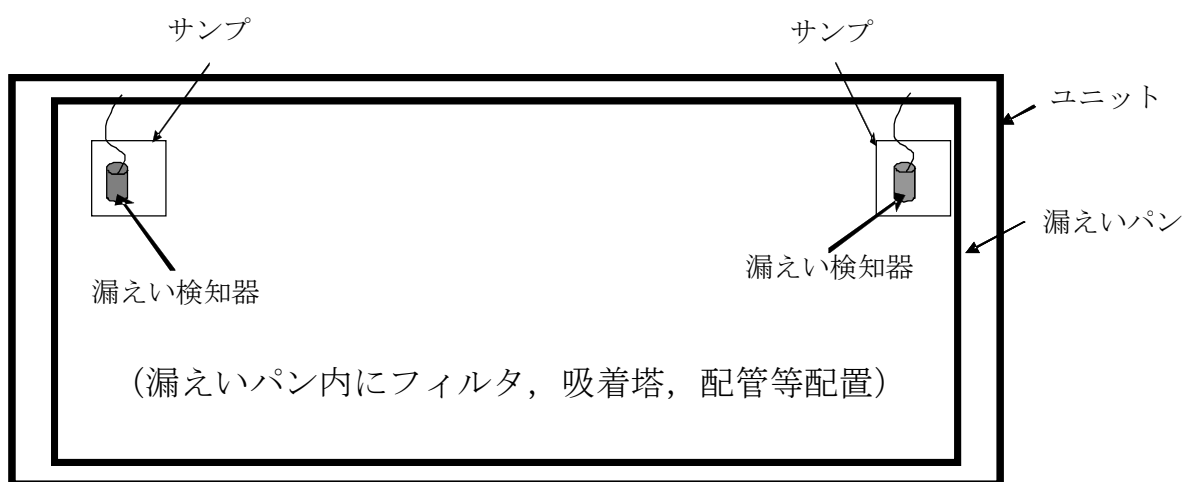 サンプ
サンプ
ユニット
漏えいパン
漏えい検知器
漏えい検知器
(漏えいパン内にフィルタ，吸着塔，配管等配置)